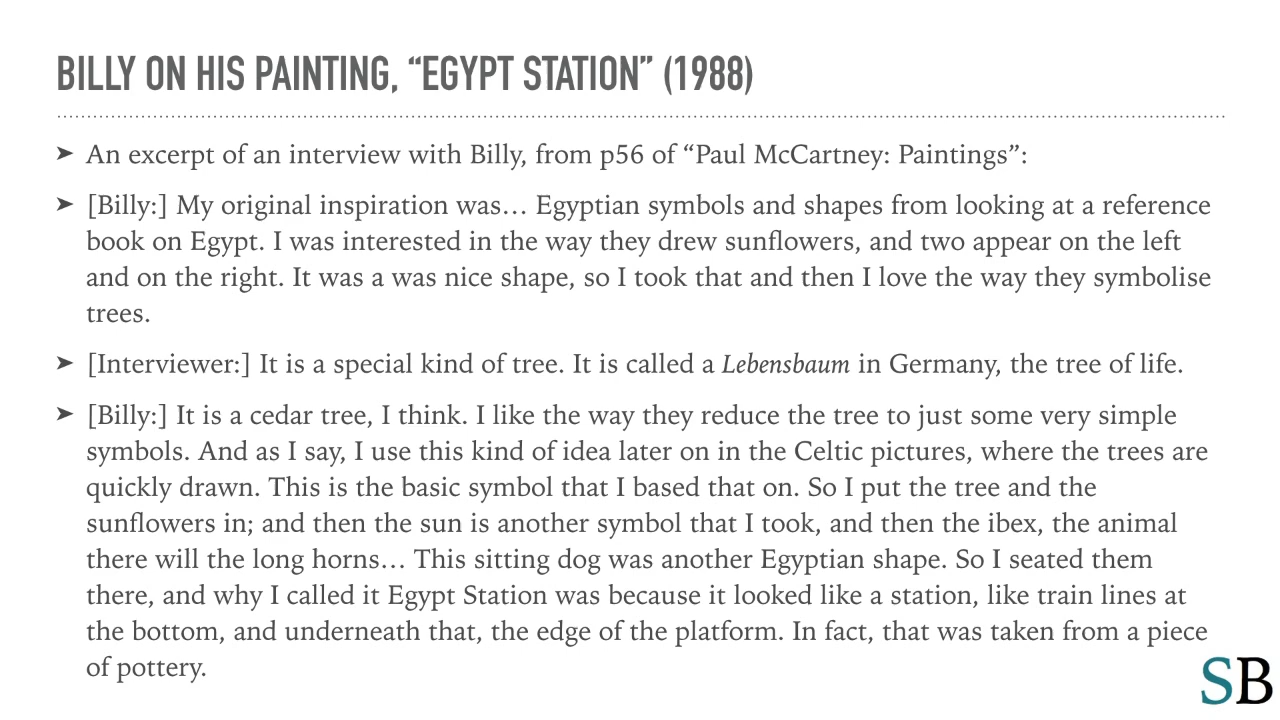 BILLY ON HIS PAINTING, “EGYPT STATION” (1988)
➤ An excerpt of an interview with Billy, from p56 of “Paul McCartney: Paintings”:
➤ [Billy:] My original inspiration was… Egyptian symbols and shapes from looking at a reference
book on Egypt. I was interested in the way they drew sunflowers, and two appear on the left
and on the right. It was a was nice shape, so I took that and then I love the way they symbolise
trees.
➤ [Interviewer:] It is a special kind of tree. It is called a Lebensbaum in Germany, the tree of life.
➤ [Billy:] It is a cedar tree, I think. I like the way they reduce the tree to just some very simple
symbols. And as I say, I use this kind of idea later on in the Celtic pictures, where the trees are
quickly drawn. This is the basic symbol that I based that on. So I put the tree and the
sunflowers in; and then the sun is another symbol that I took, and then the ibex, the animal
there will the long horns… This sitting dog was another Egyptian shape. So I seated them
there, and why I called it Egypt Station was because it looked like a station, like train lines at
the bottom, and underneath that, the edge of the platform. In fact, that was taken from a piece
of pottery.
SB